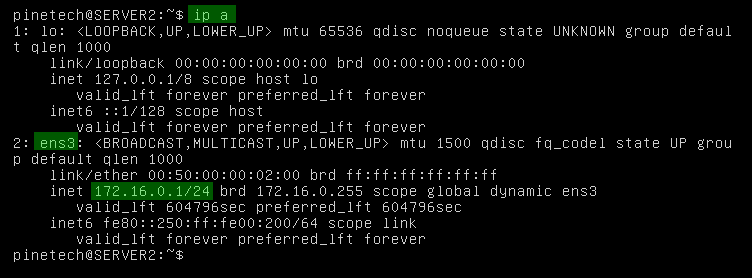 pinetech@SERVER2:~$ ip a
1: lo: <LOOPBACK,UP,LOWER_UP> mtu 65536 qdisc noqueue state UNKNOWN group defaul
t qlen 1000
    link/loopback 00:00:00:00:00:00 brd 00:00:00:00:00:00
    inet 127.0.0.1/8 scope host lo
       valid_lft forever preferred_lft forever
    inet6 ::1/128 scope host
       valid_lft forever preferred_lft forever
2: ens3: <BROADCAST,MULTICAST,UP,LOWER_UP> mtu 1500 qdisc fq_codel state UP grou
p default qlen 1000
    link/ether 00:50:00:00:02:00 brd ff:ff:ff:ff:ff:ff
    inet 172.16.0.1/24 brd 172.16.0.255 scope global dynamic ens3
       valid_lft 604796sec preferred_lft 604796sec
    inet6 fe80::250:ff:fe00:200/64 scope link
       valid_lft forever preferred_lft forever
pinetech@SERVER2:~$